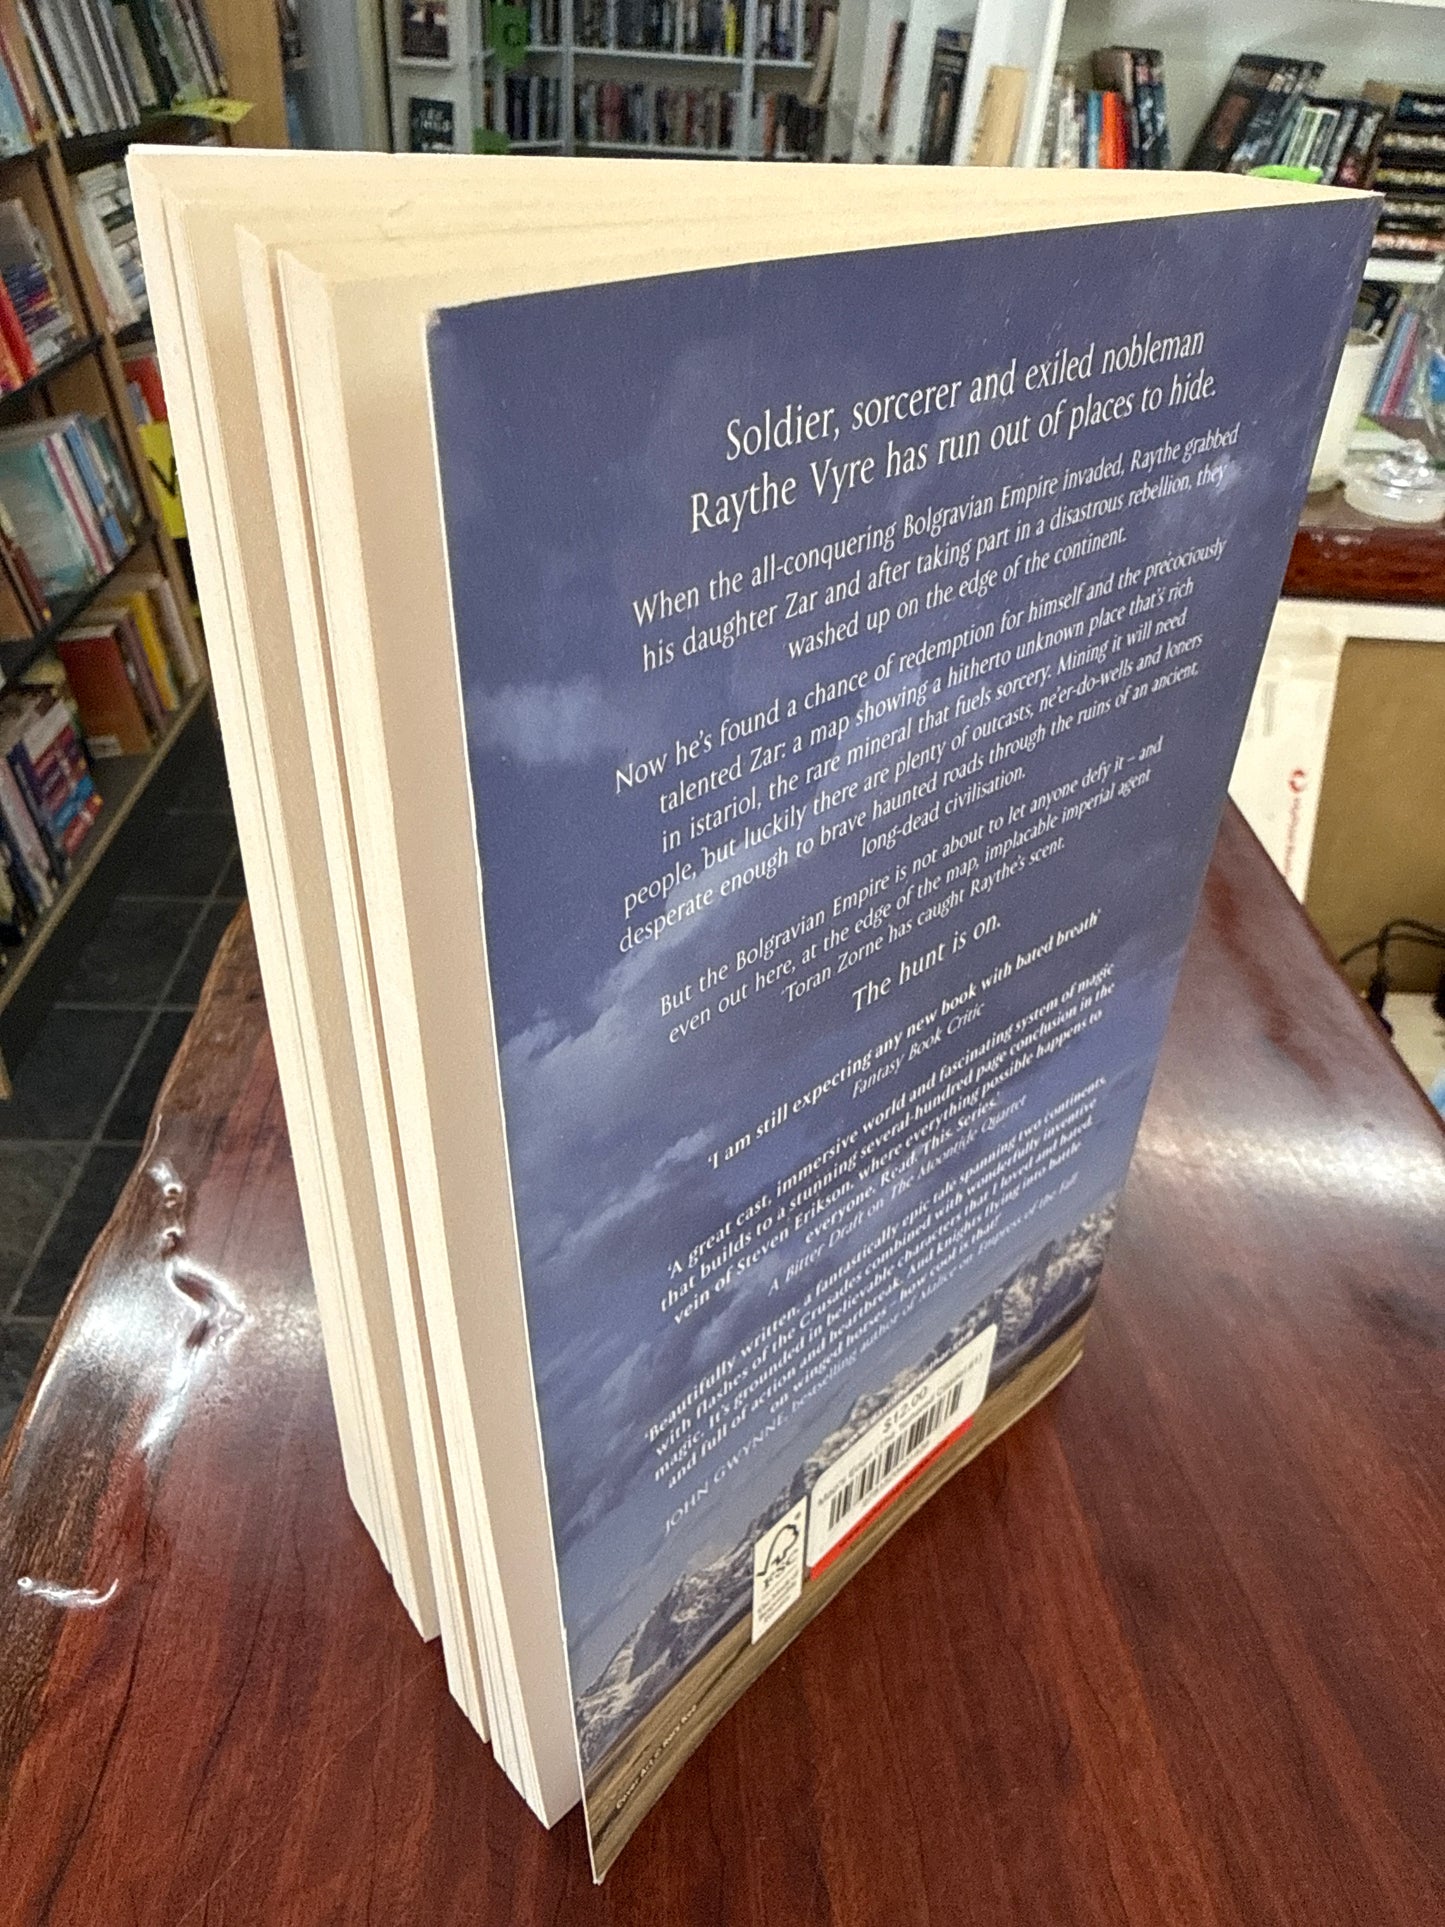 Soldier, sorcerer and exiled nobleman
Raythe Vyre has run out of places to hide.
When the all-conquering Bolgravian Empire invaded, Raythe grabbed
his daughter Zar and after taking part in a disastrous rebellion, they
washed up on the edge of the continent.
Now he's found a chance of redemption for himself and the precociously
talented Zar: a map showing a hitherto unknown place that's rich
in istariol, the rare mineral that fuels sorcery. Mining it will need
people, but luckily there are plenty of outcasts, ne'er-do-wells and loners
desperate enough to brave haunted roads through the ruins of an ancient,
long-dead civilisation.
But the Bolgravian Empire is not about to let anyone defy it – and
even out here, at the edge of the map, implacable imperial agent
Toran Zorne has caught Raythe's scent.
The hunt is on.
'I am still expecting any new book with bated breath'
Fantasy Book Critic
'A great cast, immersive world and fascinating system of magic
that builds to a stunning several-hundred page conclusion in the
vein of Steven Erikson, where everything possible happens to
everyone. Read. This. Series.'
A Bitter Draft on The Moontide Quartet
'Beautifully written, a fantastically epic tale spanning two continents,
with flashes of the Crusades combined with wonderfully inventive
magic. It's grounded in believable characters that I loved and hated,
and full of action and heartbreak. And knights flying into battle
on winged horses – how cool is that?'
JOHN GWYNNE, bestselling author of Malice on Empress of the Fall
$12.00
FSC
Cover Art © Rory Kee